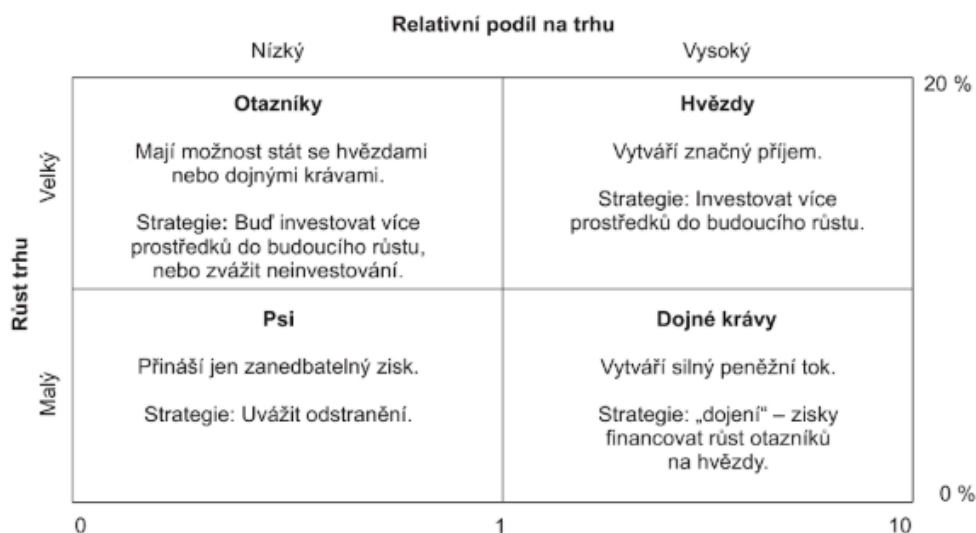 Relativní podíl na trhu
Nízký
Vysoký
20 %
Růst trhu
Velký
Otazníky
Mají možnost stát se hvězdami
nebo dojnými krávami.
Strategie: Buď investovat více
prostředků do budoucího růstu,
nebo zvážit neinvestování.
Hvězdy
Vytváří značný příjem.
Strategie: Investovat více
prostředků do budoucího růstu.
Malý
Psi
Přináší jen zanedbatelný zisk.
Strategie: Uvážit odstranění.
Dojné krávy
Vytváří silný peněžní tok.
Strategie: „dojení“ – zisky
financovat růst otazníků
na hvězdy.
0 %
0
1
10